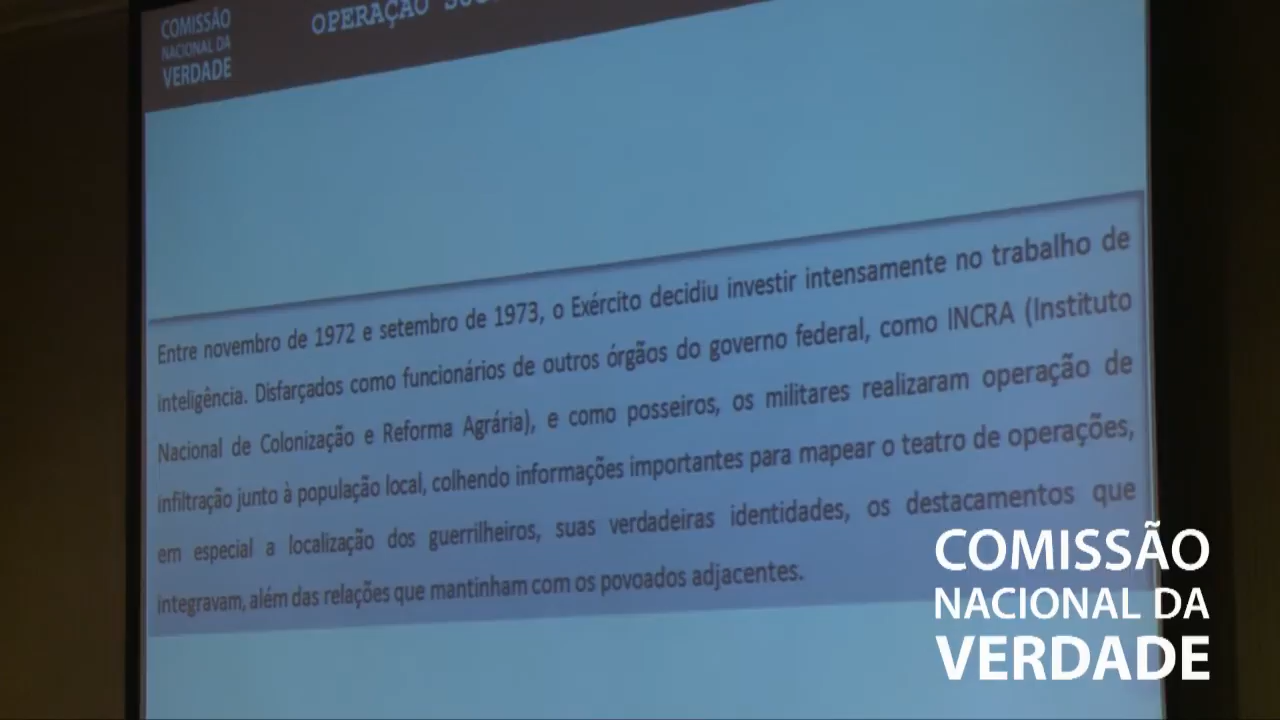 COMISSÃO
NACIONAL DA
VERDADE
OPERAÇÃO
Entre novembro de 1972 e setembro de 1973, o Exército decidiu investir intensamente no trabalho de
inteligência. Disfarçados como funcionários de outros órgãos do governo federal, como INCRA (Instituto
Nacional de Colonização e Reforma Agrária), e como posseiros, os militares realizaram operação de
infiltração junto à população local, colhendo informações importantes para mapear o teatro de operações,
em especial a localização dos guerrilheiros, suas verdadeiras identidades, os destacamentos que
integravam, além das relações que mantinham com os povoados adjacentes.
COMISSÃO
NACIONAL DA
VERDADE